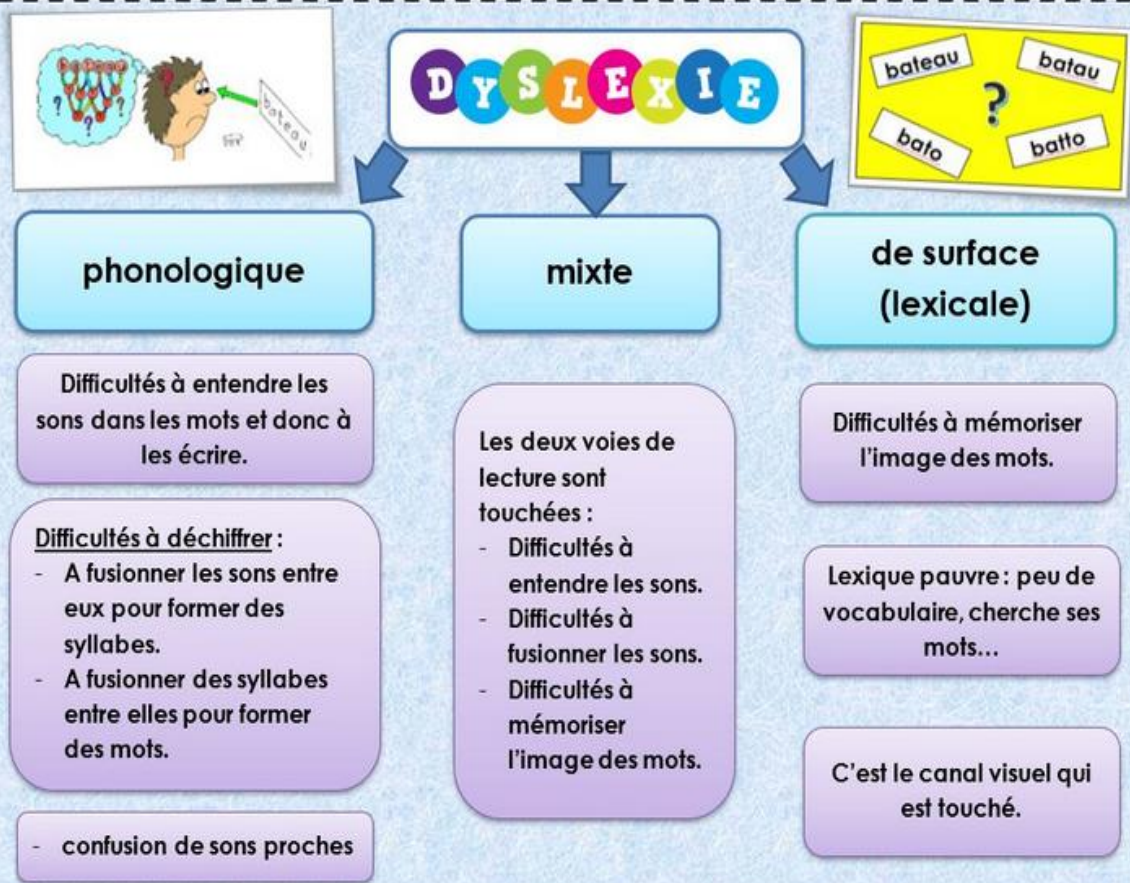 bateau
DYSLEXIE
bateau
batau
?
bato
batto
phonologique
mixte
de surface
(lexicale)
Difficultés à entendre les
sons dans les mots et donc à
les écrire.
Difficultés à déchiffrer :
- A fusionner les sons entre
eux pour former des
syllabes.
- A fusionner des syllabes
entre elles pour former
des mots.
- confusion de sons proches
Les deux voies de
lecture sont
touchées :
- Difficultés à
entendre les sons.
- Difficultés à
fusionner les sons.
- Difficultés à
mémoriser
l'image des mots.
Difficultés à mémoriser
l'image des mots.
Lexique pauvre : peu de
vocabulaire, cherche ses
mots...
C'est le canal visuel qui
est touché.